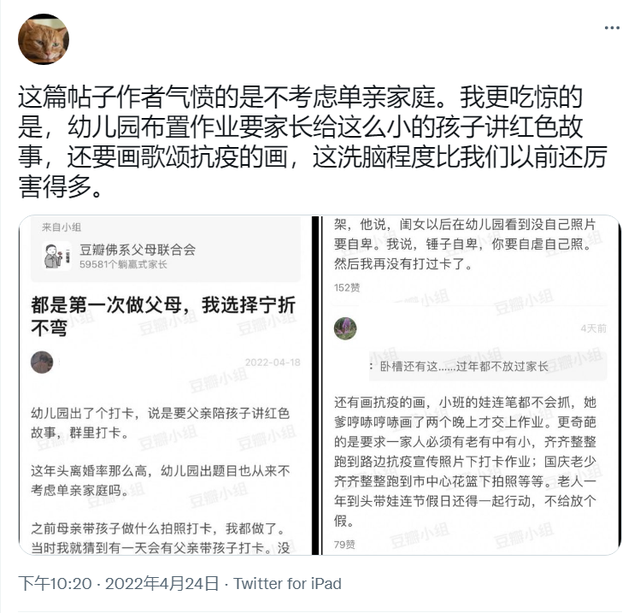 这篇帖子作者气愤的是不考虑单亲家庭。我更吃惊的
是，幼儿园布置作业要家长给这么小的孩子讲红色故
事，还要画歌颂抗疫的画，这洗脑程度比我们以前还厉
害得多。
来自小组
豆瓣佛系父母联合会
59581个躺赢式家长
都是第一次做父母，我选择宁折
不弯
2022-04-18
幼儿园出了个打卡，说是要父亲陪孩子讲红色
故事，群里打卡。
这年头离婚率那么高，幼儿园出题目也从来不
考虑单亲家庭吗。
之前母亲带孩子做什么拍照打卡，我都做了。
当时我就猜到有一天会有父亲带孩子打卡。没
架，他说，闺女以后在幼儿园看到没自己照片
要自卑。我说，锤子自卑，你要自虐自己照。
然后我再没有打过卡了。
152赞
4天前
：卧槽还有这......过年都不放过家长
还有画抗疫的画，小班的娃连笔都不会抓，她
爹哼哧哼哧画了两个晚上才交上作业。更奇葩
的是要求一家人必须有老有中有小，齐齐整整
跑到路边抗疫宣传照片下打卡作业；国庆老少
齐齐整整跑到市中心花篮下拍照等等。老人一
年到头带娃连节假日还得一起行动，不给放个
假。
79赞
豆瓣小组
下午10:20 · 2022年4月24日 · Twitter for iPad